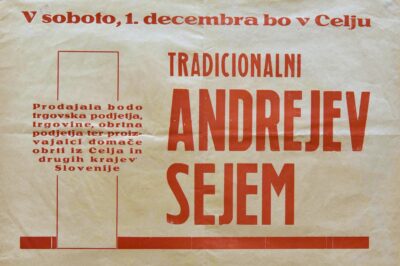 V soboto, 1. decembra bo v Celju
TRADICIONALNI
ANDREJEV
SEJEM
Prodajala bodo
trgovska podjetja,
trgovine, obrtna
podjetja ter proiz-
vajalci domače
obrti iz Celja in
drugih krajev
Slovenije